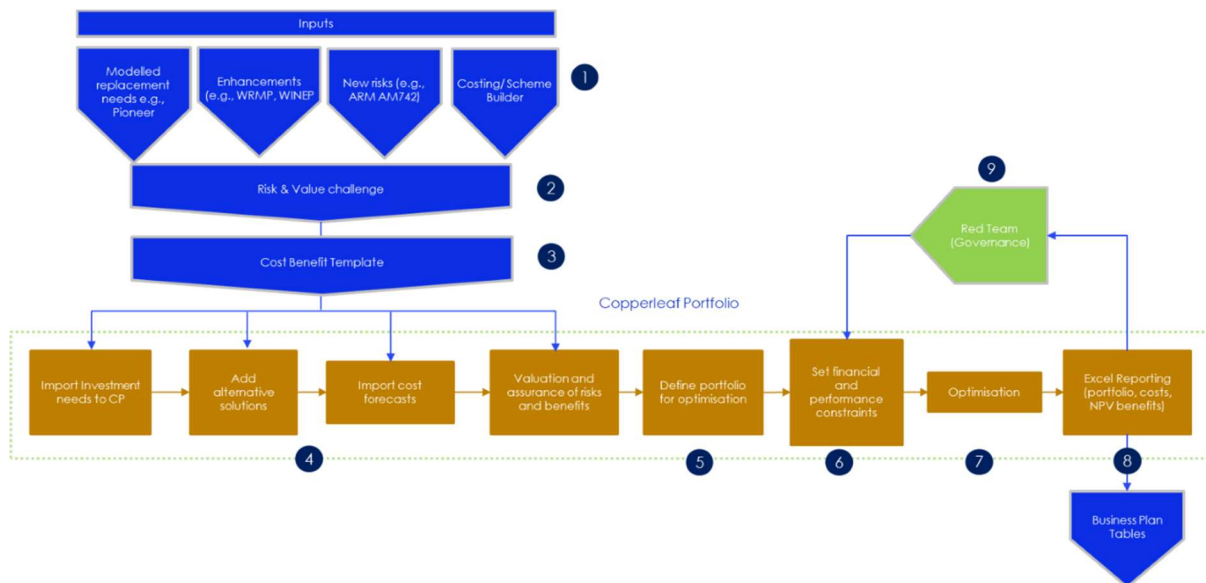 Inputs
Modelled
replacement
needs e.g.,
Pioneer
Enhancements
(e.g., WRMP, WINEP
New risks (e.g.,
ARM AM742)
Costing/ Scheme
Builder
1
Risk & Value challenge
2
Cost Benefit Template
3
9
Red Team
(Governance)
Copperleaf Portfolio
Import Investment
needs to CP
Add
alternative
solutions
Import cost
forecasts
Valuation and
assurance of risks
and benefits
Define portfolio
for optimisation
Set financial
and
performance
constraints
Optimisation
Excel Reporting
(portfolio, costs,
NPV benefits)
4
5
6
7
8
Business Plan
Tables